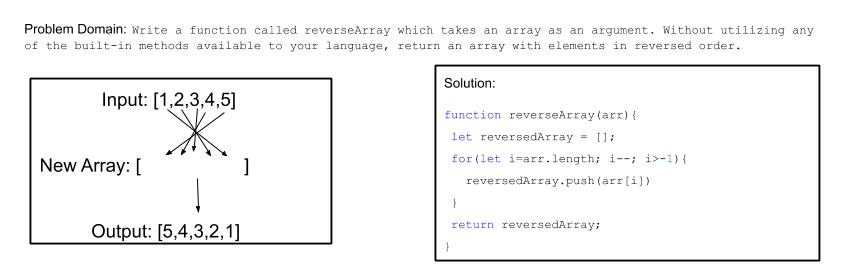 Problem Domain: Write a function called reverseArray which takes an array as an argument. Without utilizing any
of the built-in methods available to your language, return an array with elements in reversed order.
Input: [1,2,3,4,5]
New Array: [ ]
Output: [5,4,3,2,1]
Solution:
function reverseArray(arr){
let reversedArray = [];
for(let i=arr.length; i--; i>-1){
reversedArray.push(arr[i])
}
return reversedArray;
}